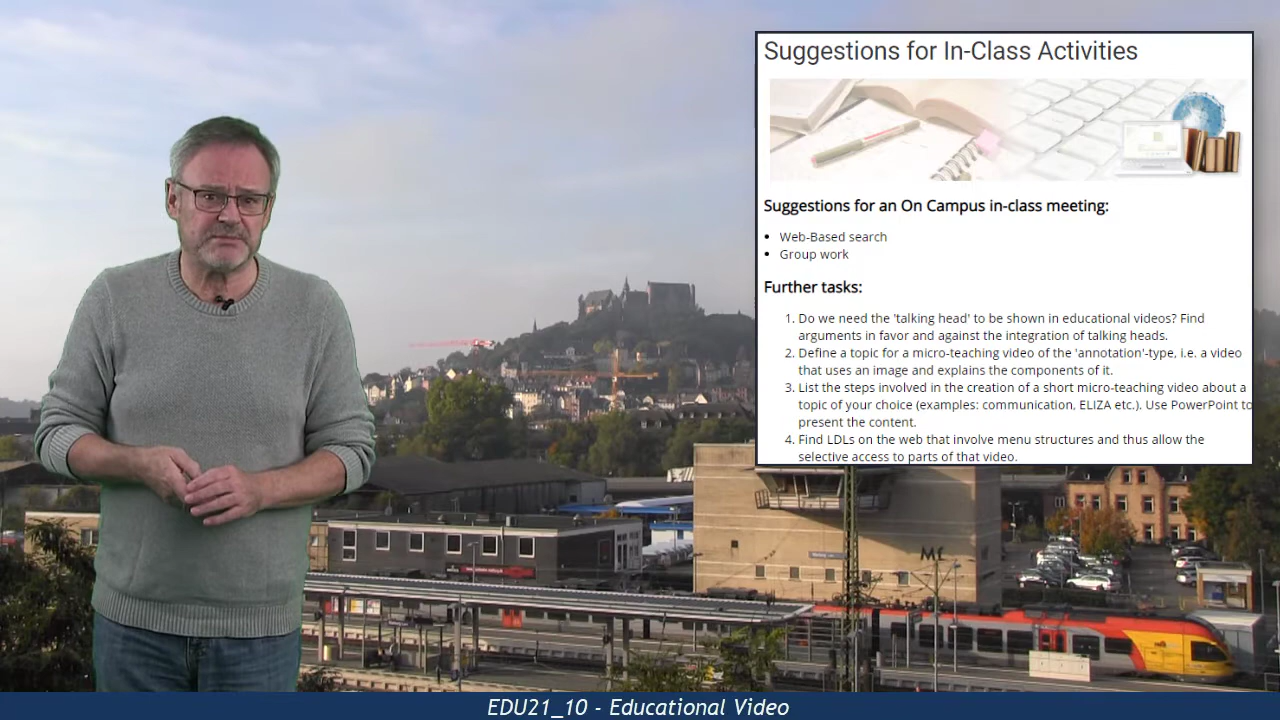 Suggestions for In-Class Activities
Suggestions for an On Campus in-class meeting:
• Web-Based search
• Group work
Further tasks:
1. Do we need the 'talking head' to be shown in educational videos? Find
arguments in favor and against the integration of talking heads.
2. Define a topic for a micro-teaching video of the 'annotation'-type, i.e. a video
that uses an image and explains the components of it.
3. List the steps involved in the creation of a short micro-teaching video about a
topic of your choice (examples: communication, ELIZA etc.). Use PowerPoint to
present the content.
4. Find LDLs on the web that involve menu structures and thus allow the
selective access to parts of that video.
Mf
EDU21_10 - Educational Video